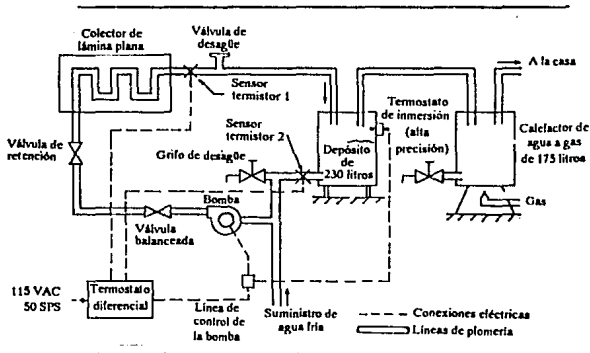 Colector de
lámina plana
Válvula de
desagüe
A la casa
Sensor
termistor 1
Termostato
de inmersión
(alta
precisión)
Sensor
termistor 2
Calefactor de
agua a gas
de 175 litros
Válvula de
retención
Grifo de desagüe
Depósito
de
230 litros
Bomba
Gas
Válvula
balanceada
115 VAC
50 SPS
Termostato
diferencial
Línea de
control de
la bomba
Suministro de
agua fría
Conexiones eléctricas
Líneas de plomería